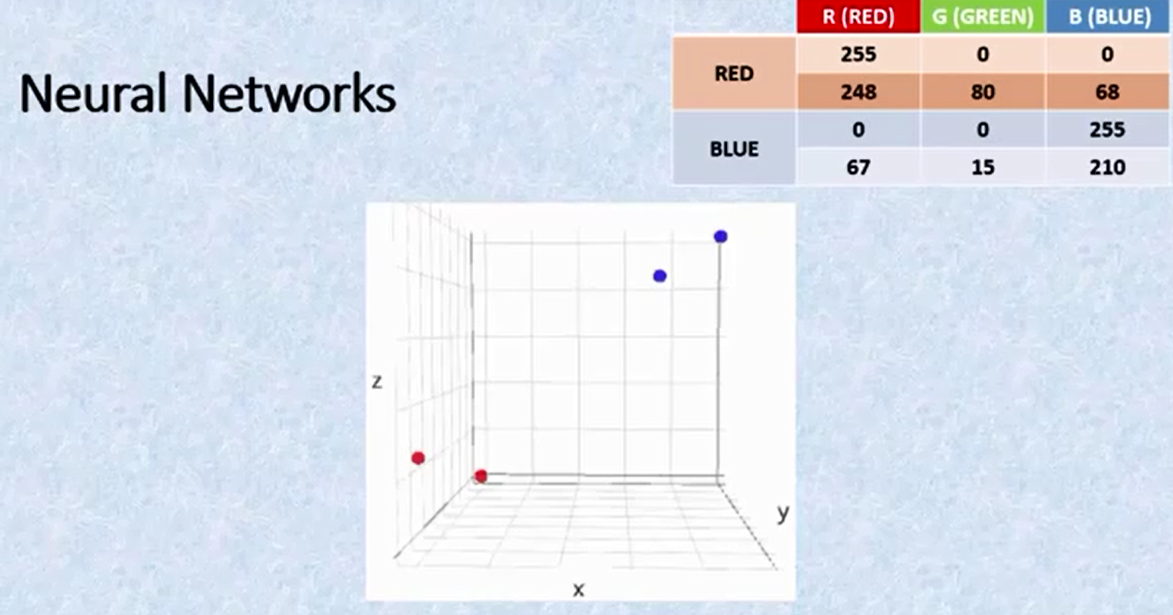 R (RED) G (GREEN) B (BLUE)
RED
255 0 0
248 80 68
BLUE
0 0 255
67 15 210
Neural Networks
z
y
x